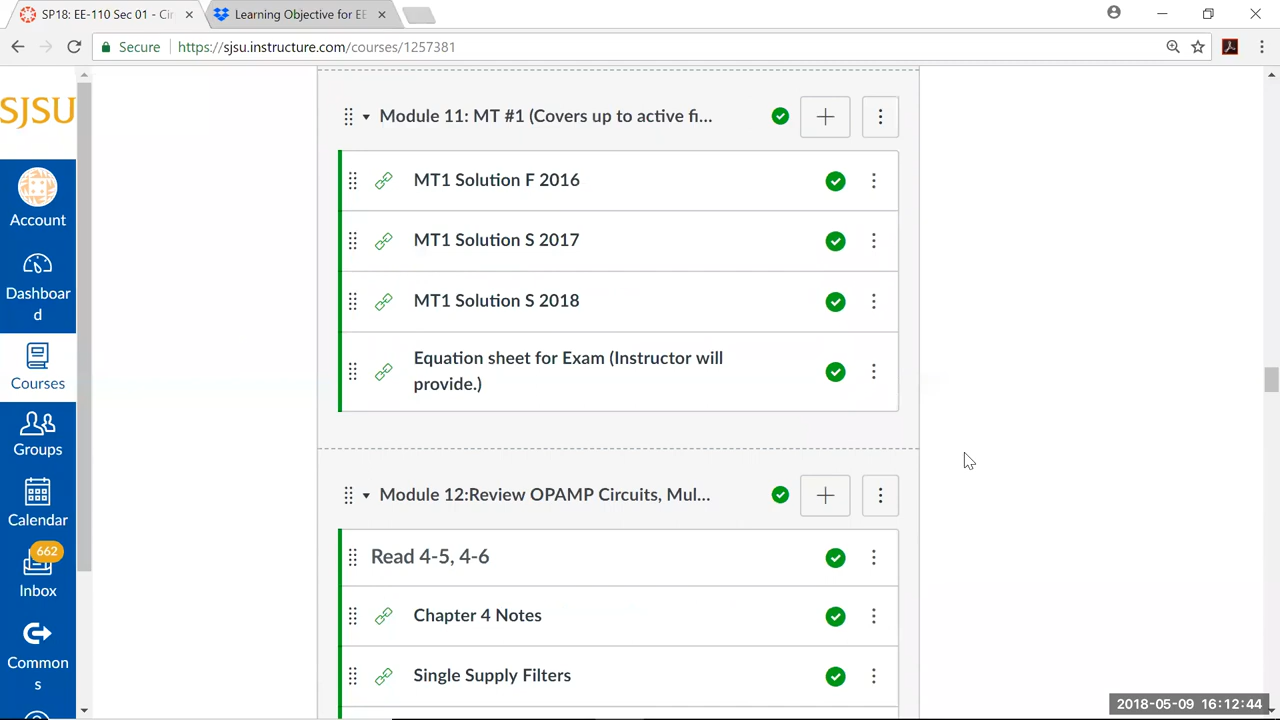 SP18: EE-110 Sec 01 - Cir
Learning Objective for EE
Secure
https://sjsu.instructure.com/courses/1257381
SJSU
Account
Dashboar
d
Courses
Groups
Calendar
662
Inbox
Common
s
Module 11: MT #1 (Covers up to active fi...
MT1 Solution F 2016
MT1 Solution S 2017
MT1 Solution S 2018
Equation sheet for Exam (Instructor will
provide.)
Module 12:Review OPAMP Circuits, Mul...
Read 4-5, 4-6
Chapter 4 Notes
Single Supply Filters
2018-05-09 16:12:44